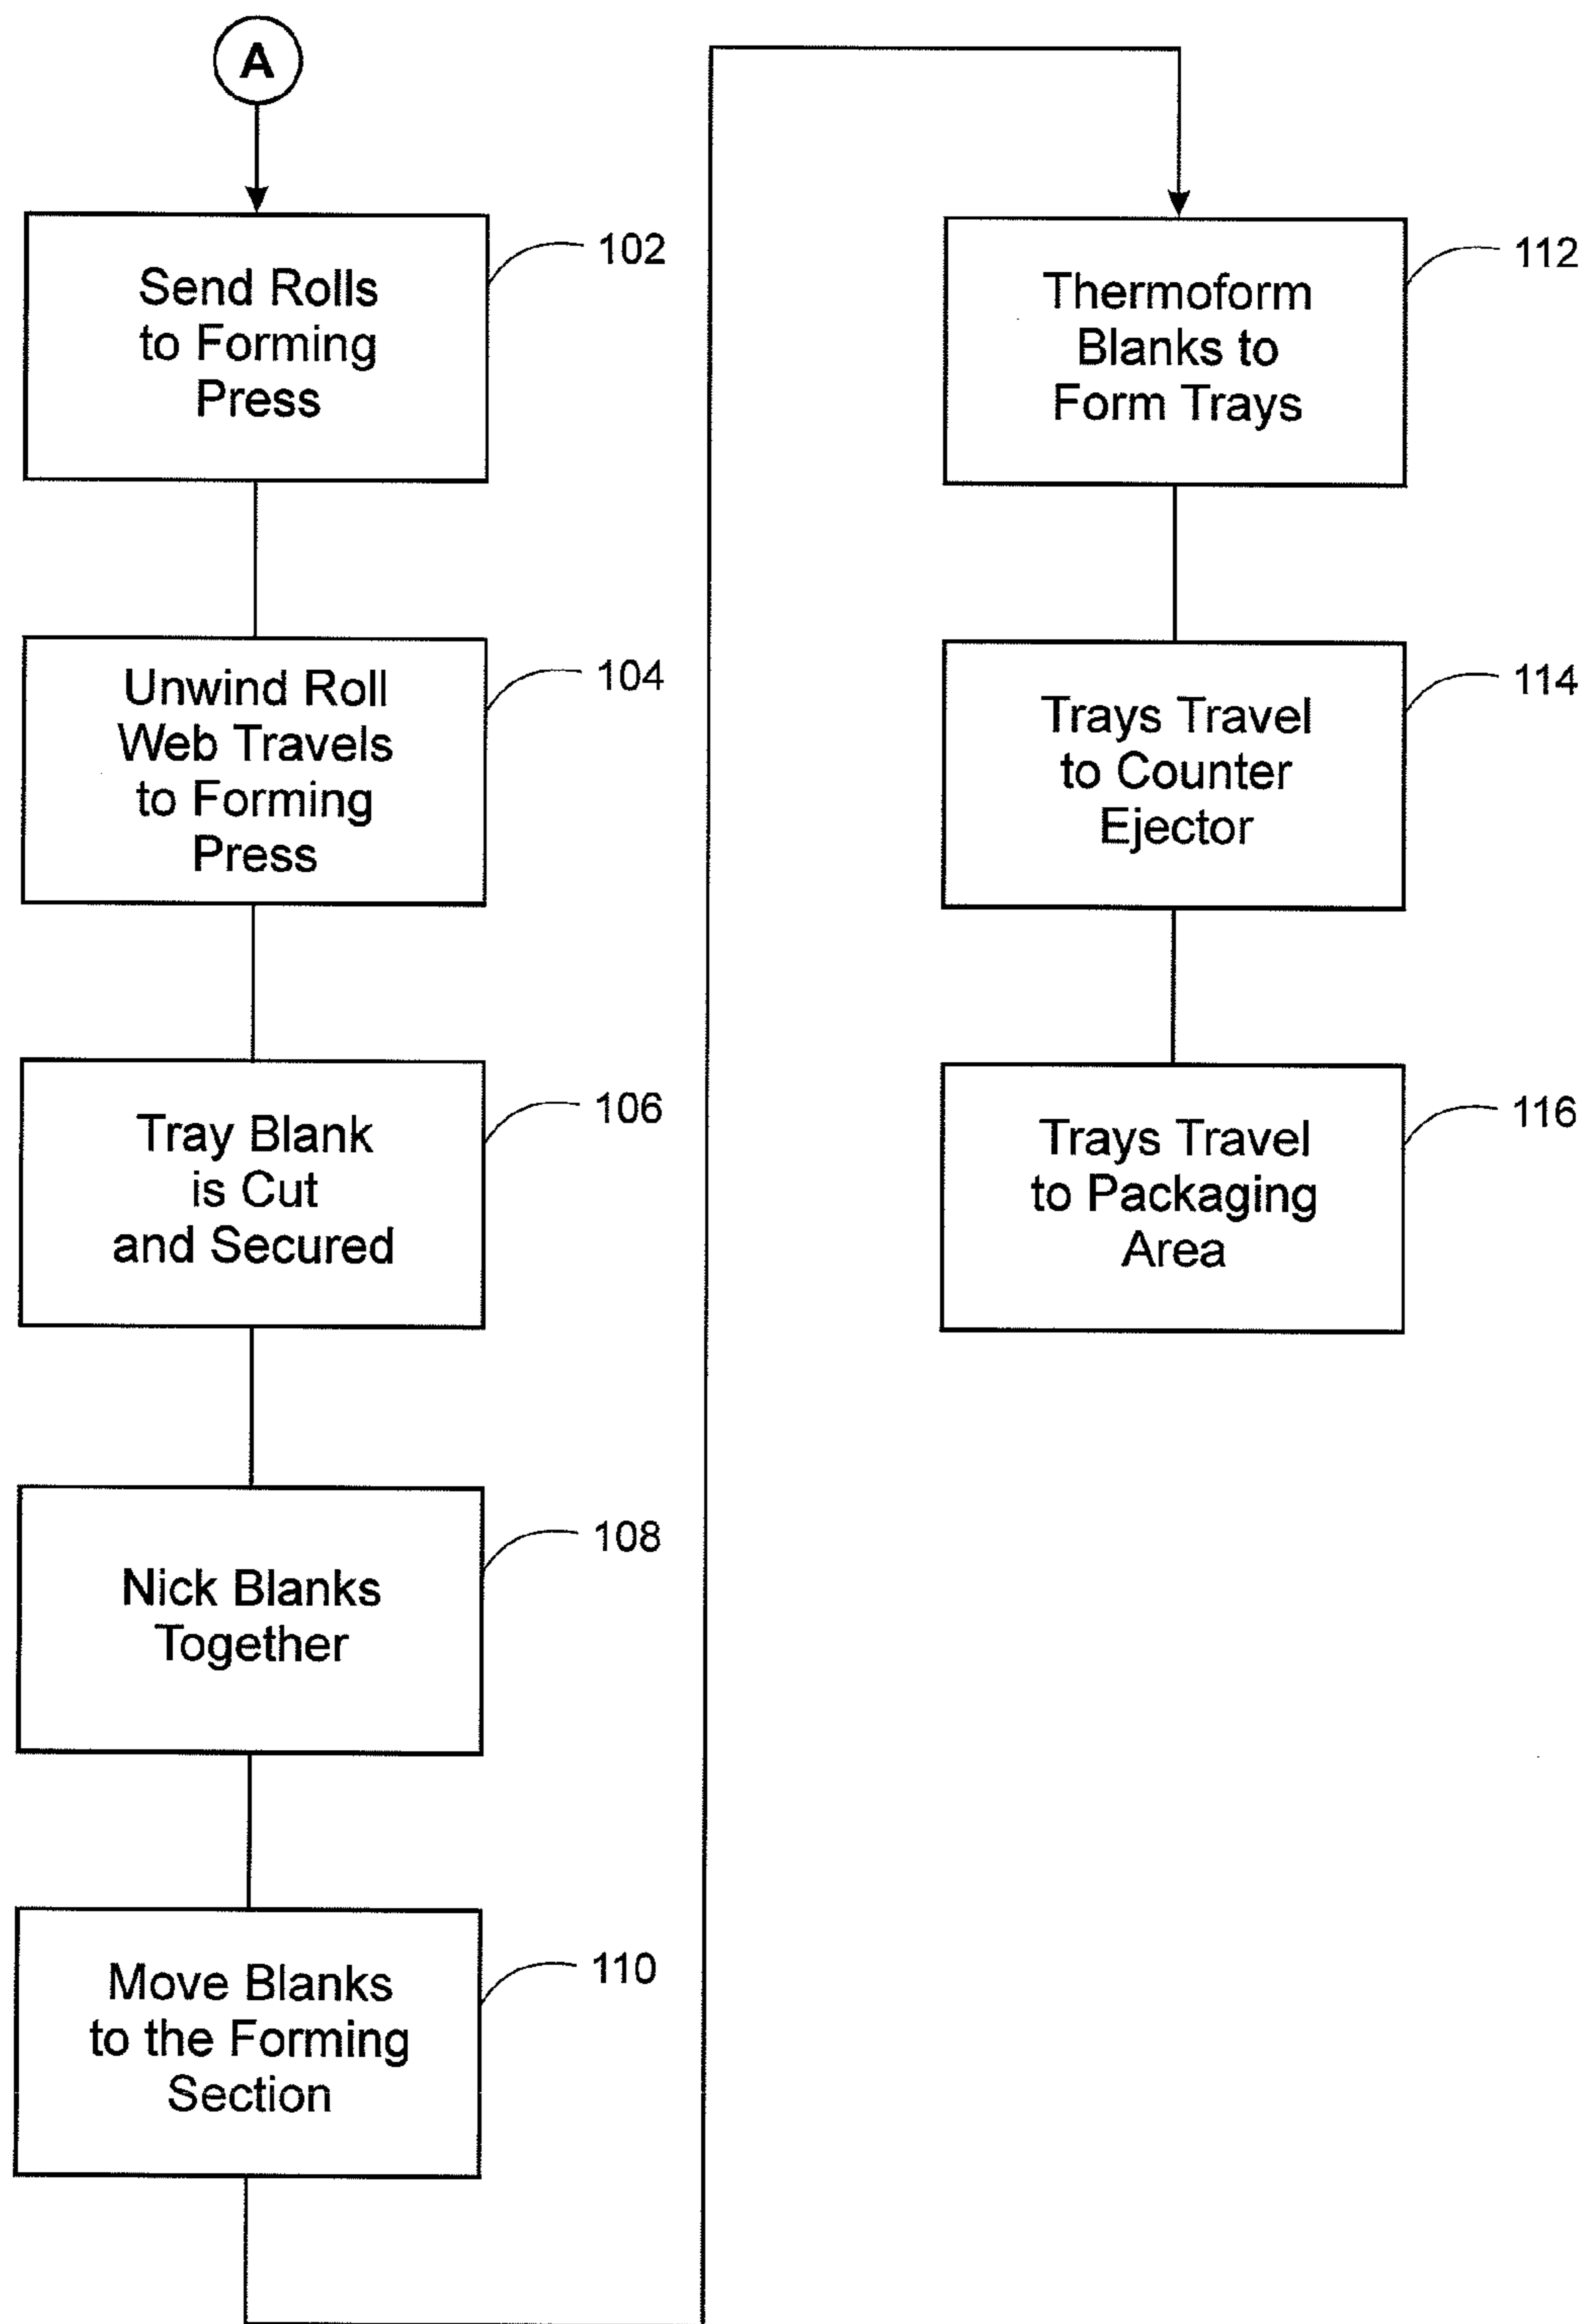 A
Send Rolls
to Forming
Press
102
Unwind Roll
Web Travels
to Forming
Press
104
Tray Blank
is Cut
and Secured
106
Nick Blanks
Together
108
Move Blanks
to the Forming
Section
110
Thermoform
Blanks to
Form Trays
112
Trays Travel
to Counter
Ejector
114
Trays Travel
to Packaging
Area
116